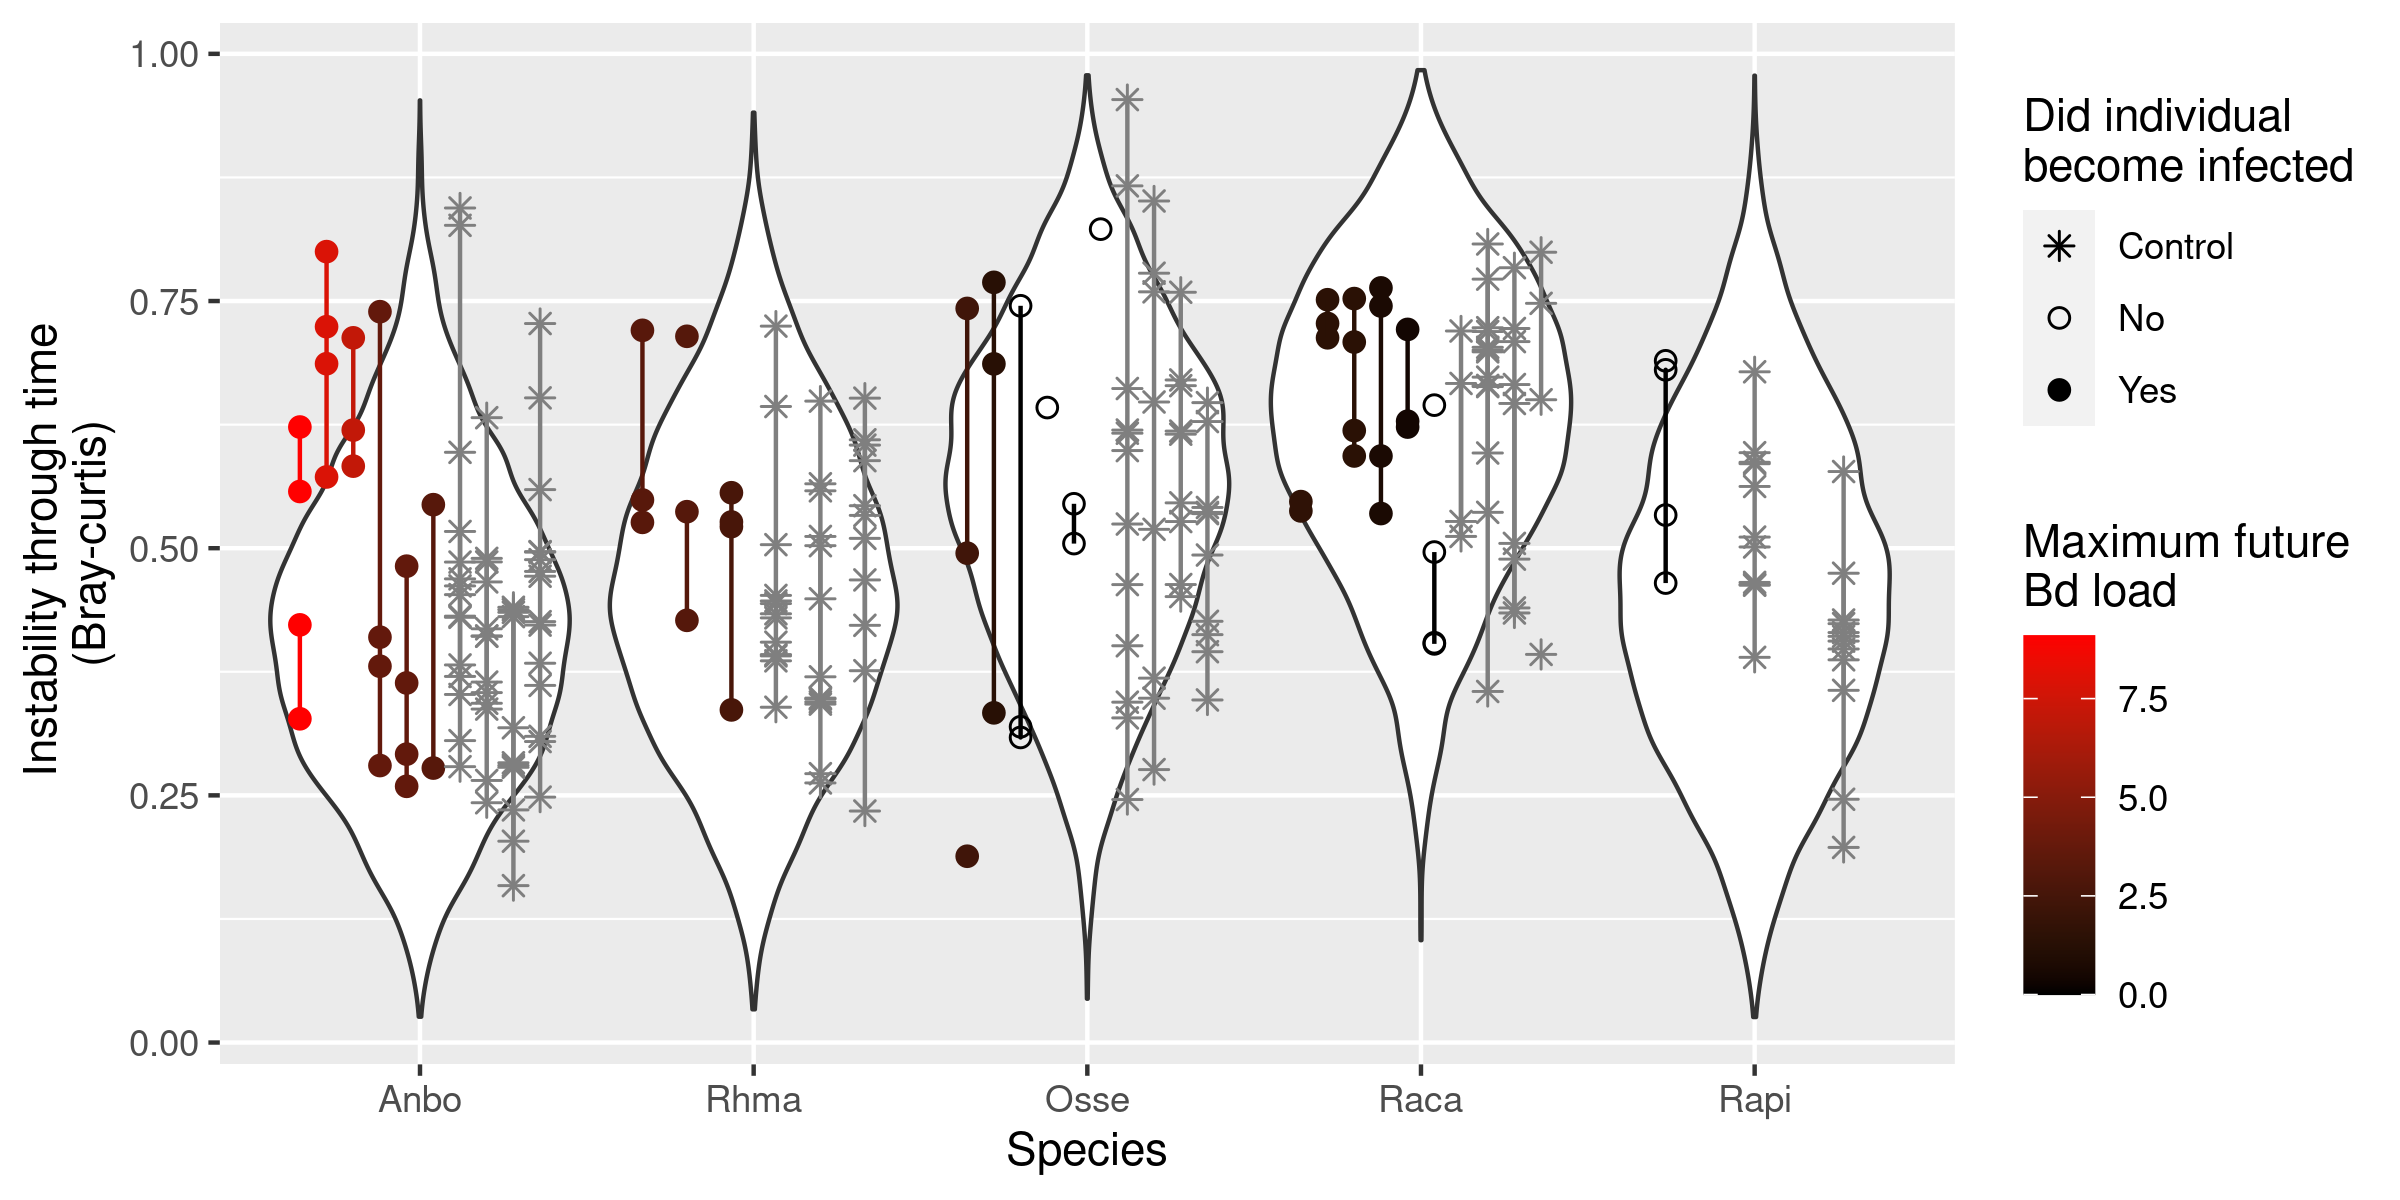 Instability through time
(Bray-curtis)
1.00
0.75
0.50
0.25
0.00
Anbo
Rhma
Osse
Raca
Rapi
Species
Did individual
become infected
Control
No
Yes
Maximum future
Bd load
7.5
5.0
2.5
0.0